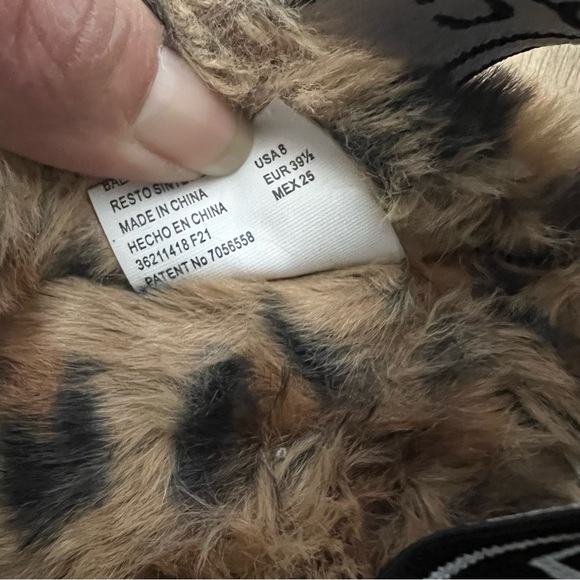 RESTO
MADE IN CHINA
HECHO EN CHINA
36211418 F21
PATENT No 7056558
USA 8
EUR 39½
MEX 25